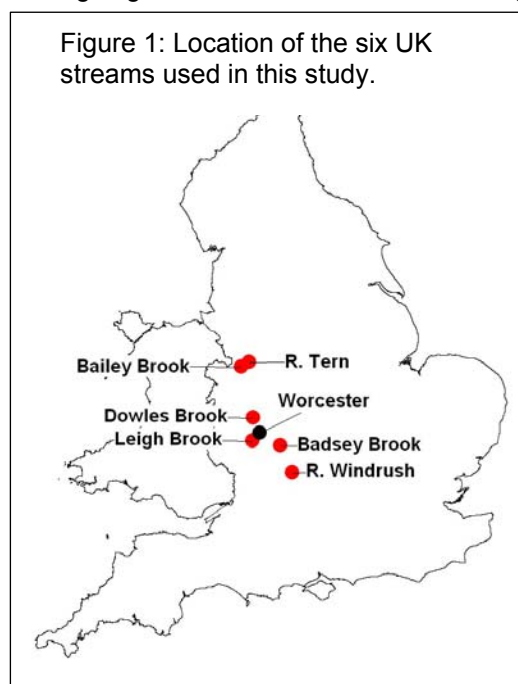 Figure 1: Location of the six UK
streams used in this study.
R. Tern
Bailey Brook
Worcester
Dowles Brook
Leigh Brook
Badsey Brook
R. Windrush